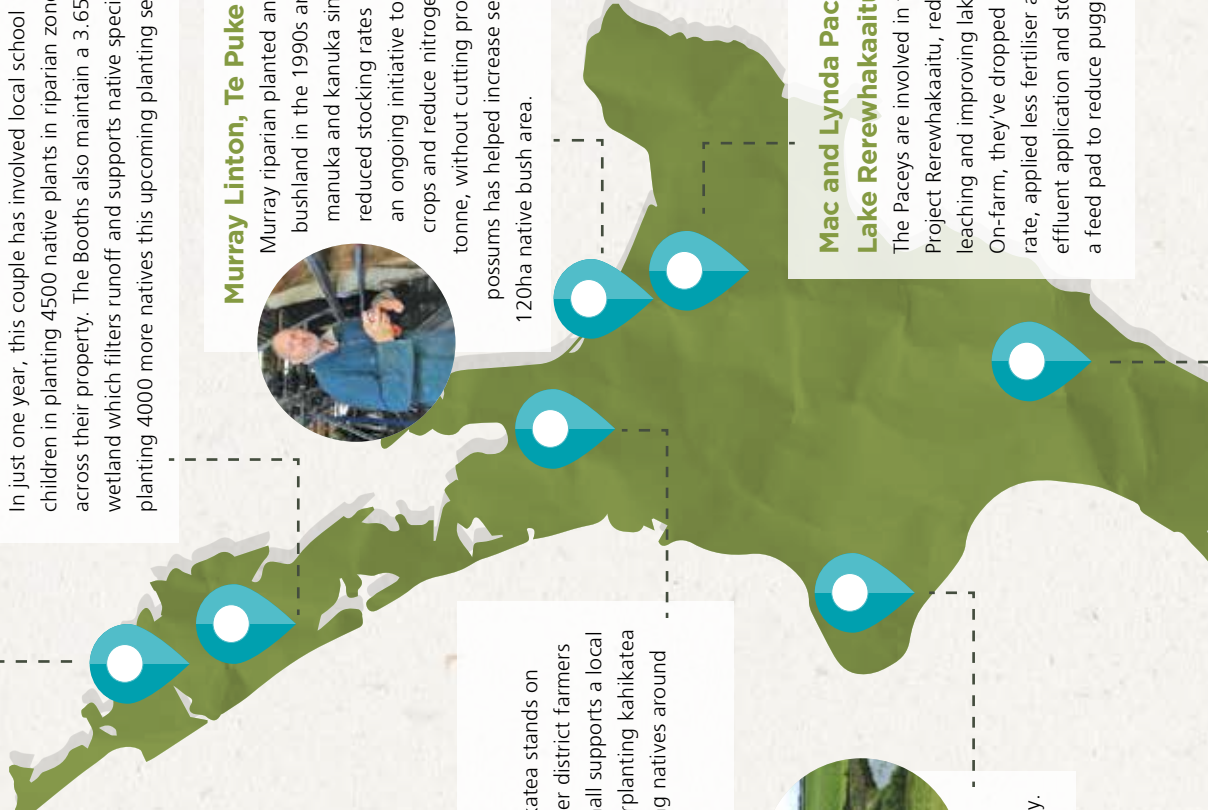 In just one year, this couple has involved local school
children in planting 4500 native plants in riparian zone
across their property. The Booths also maintain a 3.65
wetland which filters runoff and supports native speci
planting 4000 more natives this upcoming planting se
Murray Linton, Te Puke
Murray riparian planted an
bushland in the 1990s a
manuka and kanuka sin
reduced stocking rates
an ongoing initiative to
crops and reduce nitroge
tonne, without cutting pro
possums has helped increase se
120ha native bush area.
katea stands on
er district farmers
all supports a local
rplanting kahikatea
g natives around
Mac and Lynda Pac
Lake Rerewhakaaitu
The Paceys are involved in
Project Rerewhakaaitu, red
leaching and improving lak
On-farm, they've dropped
rate, applied less fertiliser a
effluent application and sto
a feed pad to reduce pugg
y.